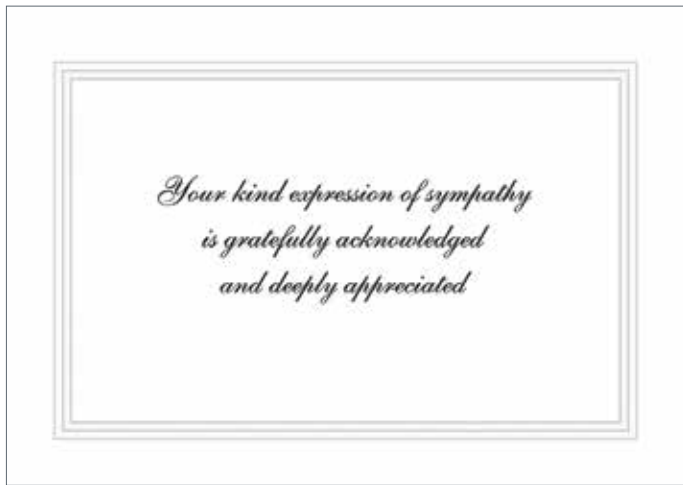 Your kind expression of sympathy
is gratefully acknowledged
and deeply appreciated